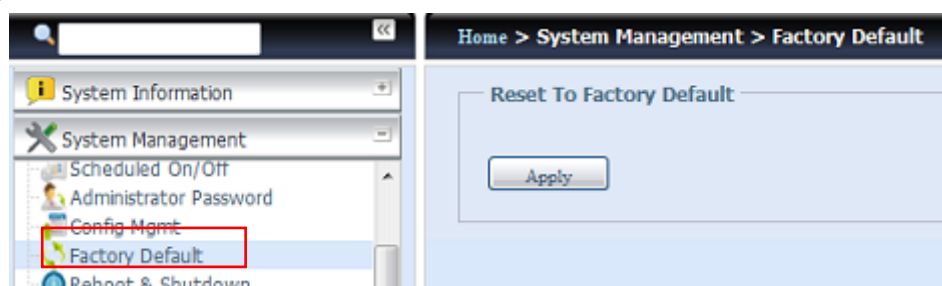 Home > System Management > Factory Default
System Information
System Management
Scheduled On/Off
Administrator Password
Config Mgmt
Factory Default
Reboot & Shutdown
Reset To Factory Default
Apply